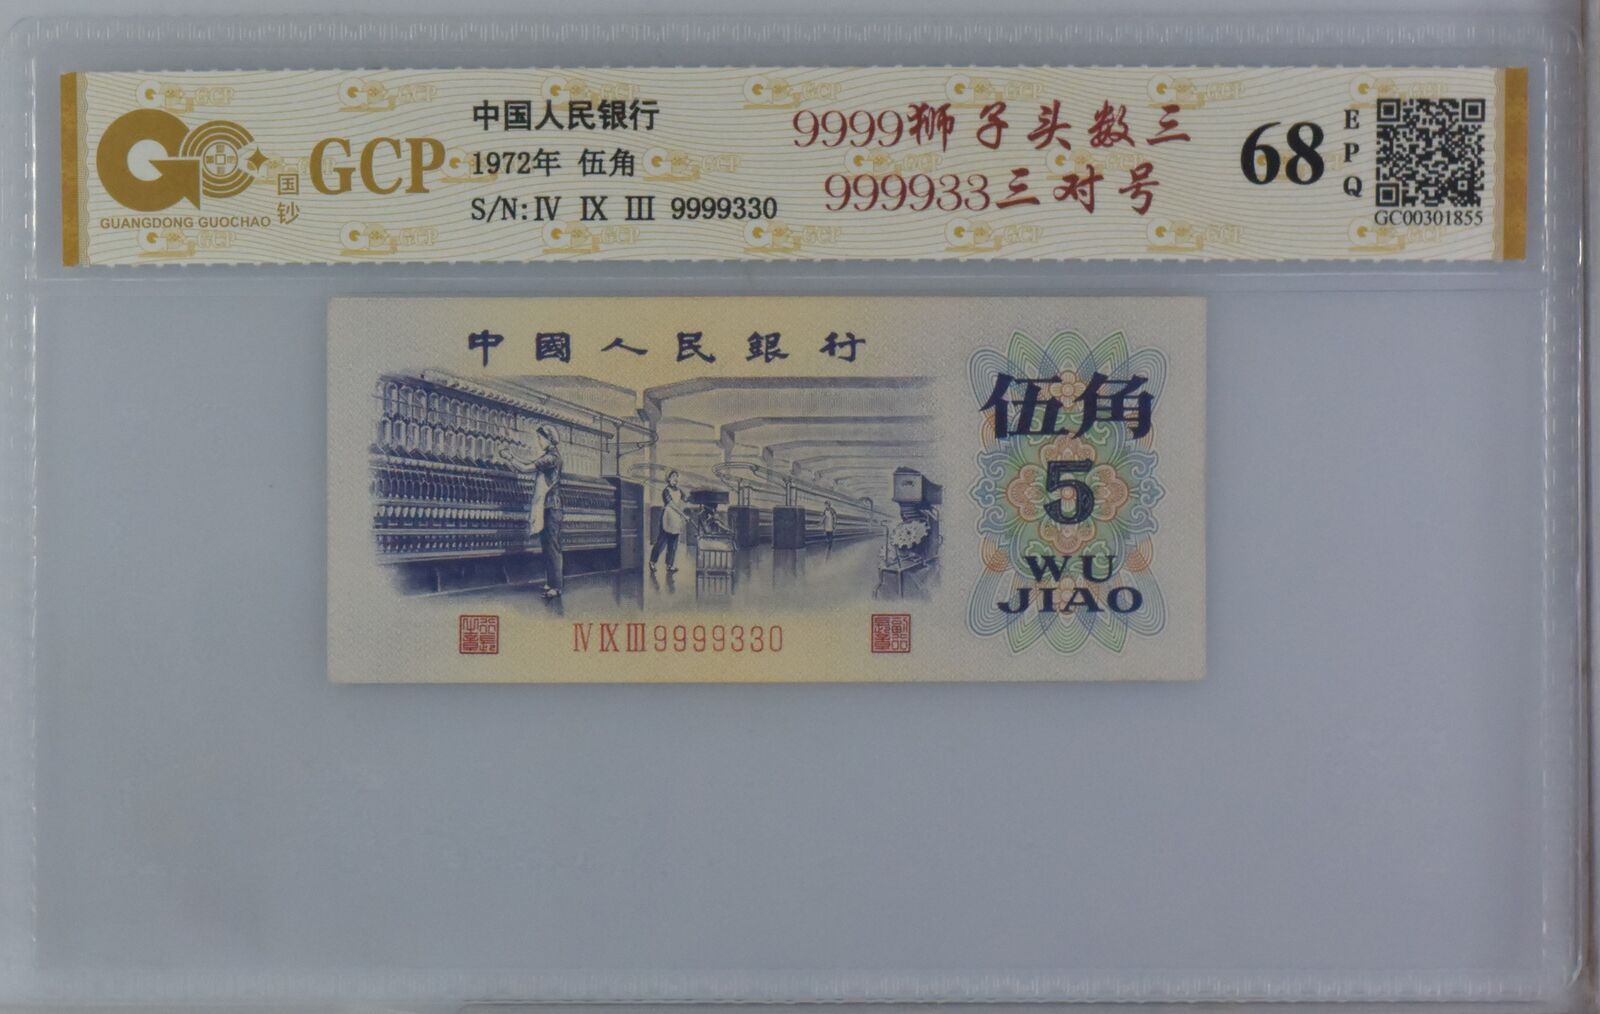 GCP
国钞
GUANGDONG GUOCHAO
中国人民银行
1972年 伍角
S/N: IV IX III 9999330
9999狮子头数三
999933三对号
68
EPQ
GC00301855
中國人民銀行
伍角
5
WU
JIAO
IV IX III 9999330